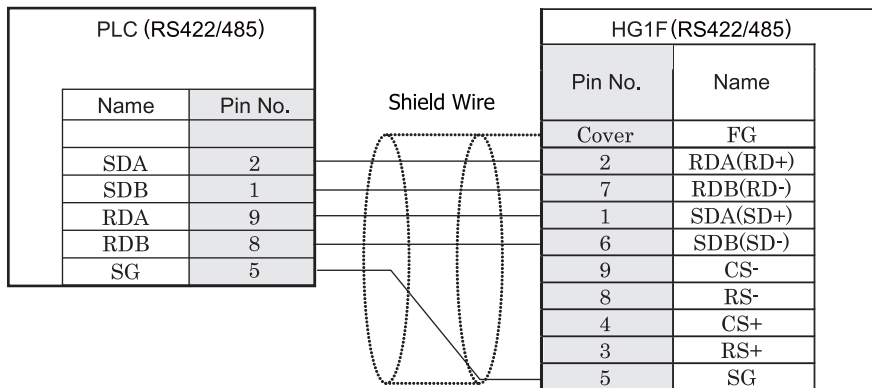 PLC (RS422/485)
HG1F(RS422/485)
Name Pin No.
Shield Wire
Pin No. Name
Cover FG
SDA 2
2 RDA(RD+)
SDB 1
7 RDB(RD-)
RDA 9
1 SDA(SD+)
RDB 8
6 SDB(SD-)
SG 5
9 CS-
8 RS-
4 CS+
3 RS+
5 SG